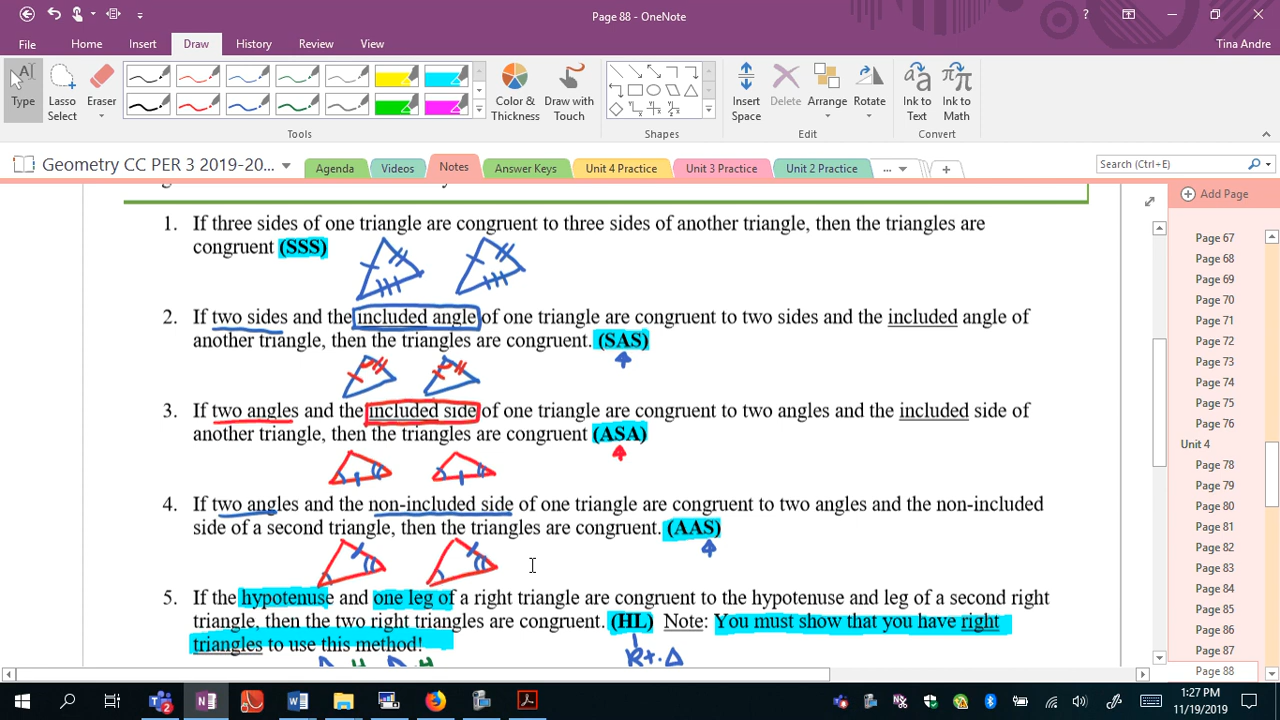 Page 88 - OneNote
?
File Home Insert Draw History Review View Tina Andre
Type Lasso Select Eraser Color & Thickness Draw with Touch Insert Space Delete Arrange Rotate Ink to Text Ink to Math
Tools Shapes Edit Convert
Geometry CC PER 3 2019-20... Agenda Videos Notes Answer Keys Unit 4 Practice Unit 3 Practice Unit 2 Practice ... + Search (Ctrl+E)
Add Page
1. If three sides of one triangle are congruent to three sides of another triangle, then the triangles are
congruent (SSS)
2. If two sides and the included angle of one triangle are congruent to two sides and the included angle of
another triangle, then the triangles are congruent. (SAS)
3. If two angles and the included side of one triangle are congruent to two angles and the included side of
another triangle, then the triangles are congruent (ASA)
4. If two angles and the non-included side of one triangle are congruent to two angles and the non-included
side of a second triangle, then the triangles are congruent. (AAS)
5. If the hypotenuse and one leg of a right triangle are congruent to the hypotenuse and leg of a second right
triangle, then the two right triangles are congruent. (HL) Note: You must show that you have right
triangles to use this method!
Rt. Δ
Page 67
Page 68
Page 69
Page 70
Page 71
Page 72
Page 73
Page 74
Page 75
Page 76
Unit 4
Page 78
Page 79
Page 80
Page 81
Page 82
Page 83
Page 84
Page 85
Page 86
Page 87
Page 88
1:27 PM
11/19/2019